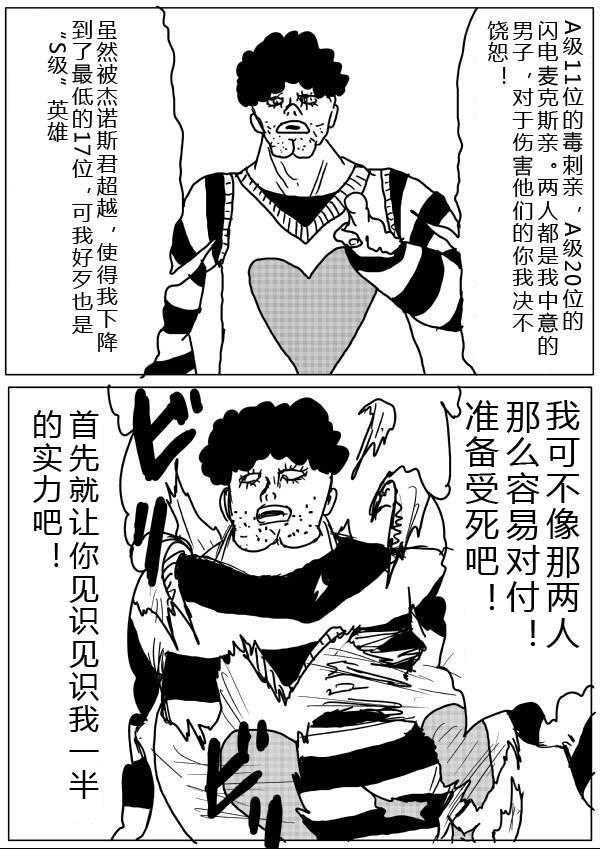 A级11位的毒刺亲，A级20位的
闪电麦克斯亲。两人都是我中意的
男子，对于伤害他们的你我决不
饶恕！
虽然被杰诺斯君超越，使得我下降
到了最低的17位，可我好歹也是
“S级”英雄
我可不像那两人
那么容易对付！
准备受死吧！
首先就让你见识见识我一半
的实力吧！
ビ
ビ
ビ